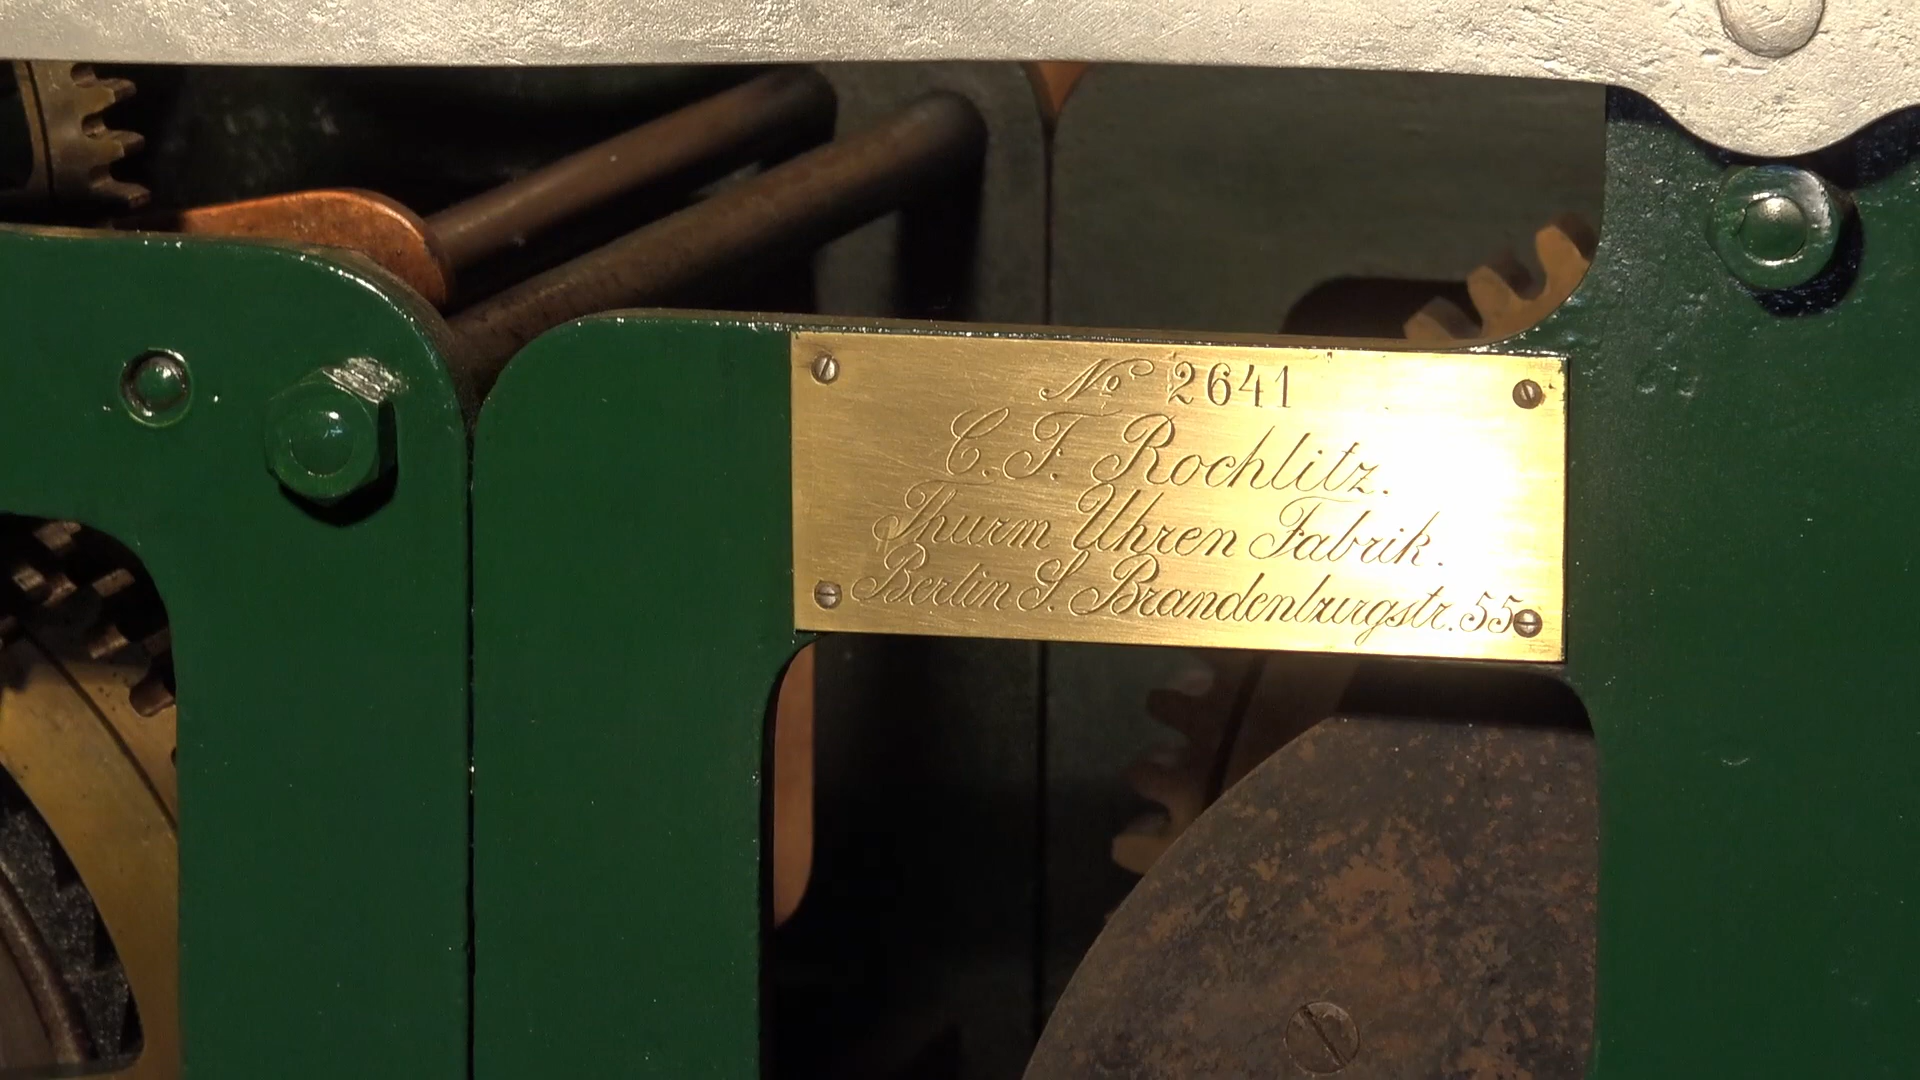 No 2641
C. F. Rochlitz.
Thurm Uhren Fabrik.
Berlin S. Brandenburgstr. 55